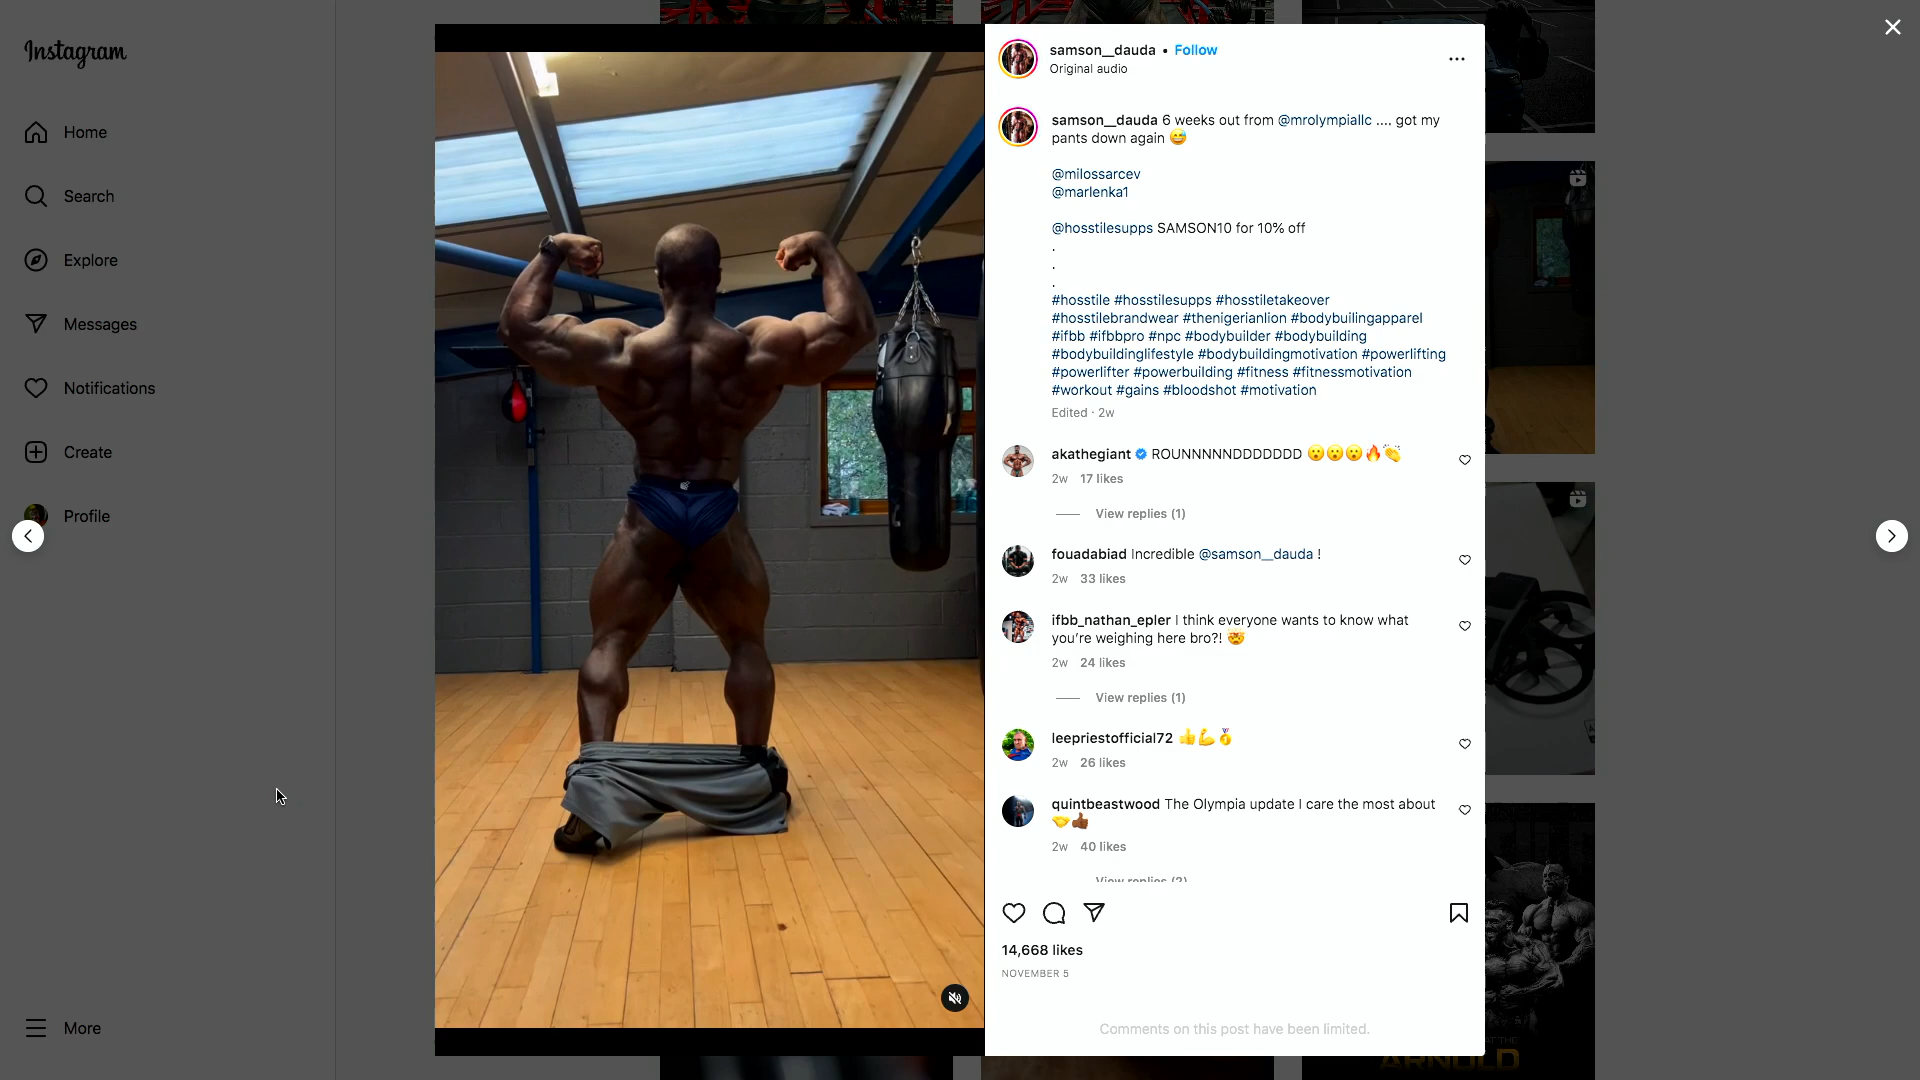 Instagram
Home
Search
Explore
Messages
Notifications
Create
Profile
More
samson__dauda • Follow
Original audio
samson__dauda 6 weeks out from @mrolympiallc .... got my
pants down again 😅
@milossarcev
@marlenka1
@hosstilesupps SAMSON10 for 10% off
.
.
.
#hosstile #hosstilesupps #hosstiletakeover
#hosstilebrandwear #thenigerianlion #bodybuilingapparel
#ifbb #ifbbpro #npc #bodybuilder #bodybuilding
#bodybuildinglifestyle #bodybuildingmotivation #powerlifting
#powerlifter #powerbuilding #fitness #fitnessmotivation
#workout #gains #bloodshot #motivation
Edited · 2w
akathegiant ROUNNNNNDDDDDDD 😮😮😮🔥👏
2w 17 likes
View replies (1)
fouadabiad Incredible @samson__dauda !
2w 33 likes
ifbb_nathan_epler I think everyone wants to know what
you're weighing here bro?! 🤯
2w 24 likes
View replies (1)
leepriestofficial72 👍💪🥇
2w 26 likes
quintbeastwood The Olympia update I care the most about
🤝👍🏾
2w 40 likes
View replies (2)
14,668 likes
NOVEMBER 5
Comments on this post have been limited.
AT THE
ARNOLD